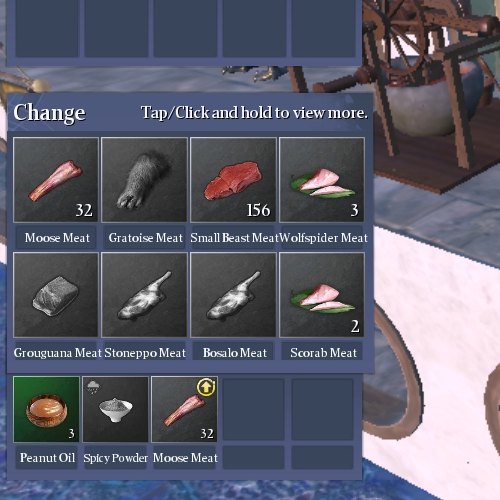 Change
Tap/Click and hold to view more.
32
156
3
Moose Meat
Gratoise Meat
Small Beast Meat
Wolfspider Meat
2
Grouguana Meat
Stoneppo Meat
Bosalo Meat
Scorab Meat
3
32
Peanut Oil
Spicy Powder
Moose Meat